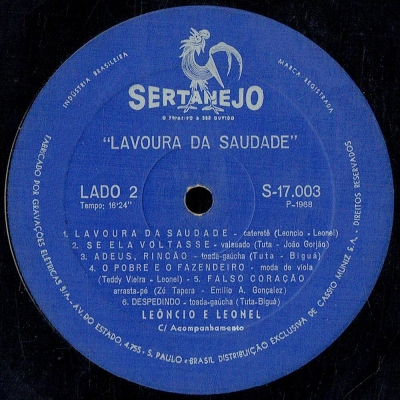 INDÚSTRIA BRASILEIRA
MARCA REGISTRADA
SERTANEJO
"LAVOURA DA SAUDADE"
LADO 2
Tempo: 16'24"
S-17.003
P-1968
1. LAVOURA DA SAUDADE - cateretê (Leoncio - Leonel)
2. SE ELA VOLTASSE - valseado (Tuta - João Gorjão)
3. ADEUS, RINCÃO - toada-gaúcha (Tuta - Biguá)
4. O POBRE E O FAZENDEIRO - moda de viola
(Teddy Vieira - Leonel) - 5. FALSO CORAÇÃO
arrasta-pé (Zé Tapera - Emilio A. Gonçalez)
6. DESPEDINDO - toada-gaúcha (Tuta-Biguá)
LEÔNCIO E LEONEL
C/ Acompanhamento
FABRICADO POR GRAVAÇÕES ELÉTRICAS S/A. - AV. DO ESTADO, 4.755 - S. PAULO - BRASIL DISTRIBUIÇÃO EXCLUSIVA DE CASSIO MUNIZ S.A. - DIREITOS RESERVADOS